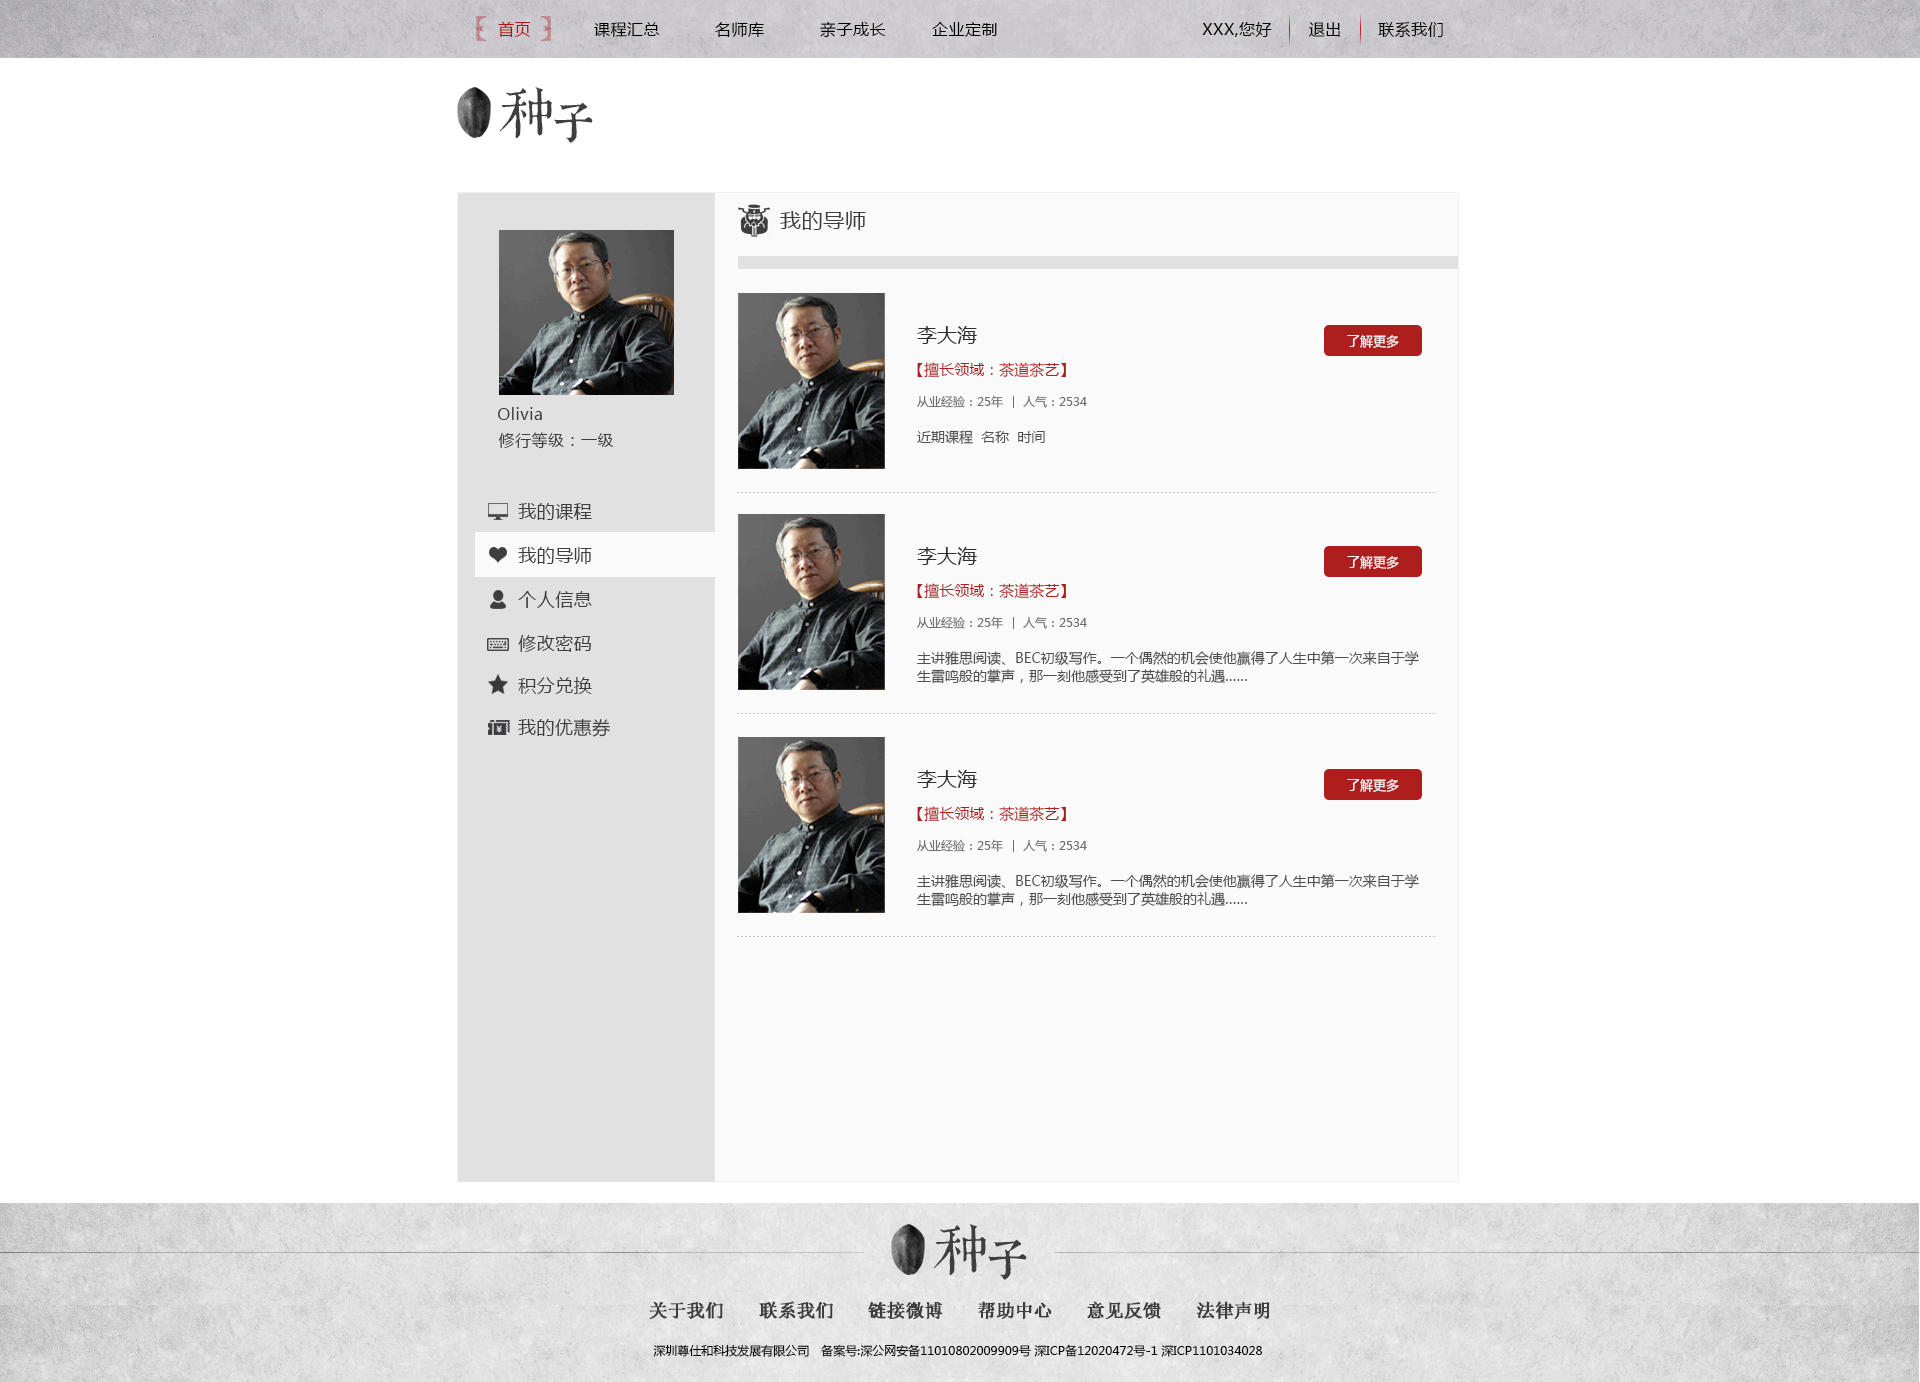 首页 课程汇总 名师库 亲子成长 企业定制 XXX,您好 退出 联系我们
种子
我的导师
Olivia
修行等级：一级
我的课程
我的导师
个人信息
修改密码
积分兑换
我的优惠券
李大海
了解更多
【擅长领域：茶道茶艺】
从业经验：25年 | 人气：2534
近期课程 名称 时间
李大海
了解更多
【擅长领域：茶道茶艺】
从业经验：25年 | 人气：2534
主讲雅思阅读、BEC初级写作。一个偶然的机会使他赢得了人生中第一次来自于学
生雷鸣般的掌声，那一刻他感受到了英雄般的礼遇……
李大海
了解更多
【擅长领域：茶道茶艺】
从业经验：25年 | 人气：2534
主讲雅思阅读、BEC初级写作。一个偶然的机会使他赢得了人生中第一次来自于学
生雷鸣般的掌声，那一刻他感受到了英雄般的礼遇……
种子
关于我们 联系我们 链接微博 帮助中心 意见反馈 法律声明
深圳尊仕和科技发展有限公司 备案号:深公网安备11010802009909号 深ICP备12020472号-1 深ICP1101034028